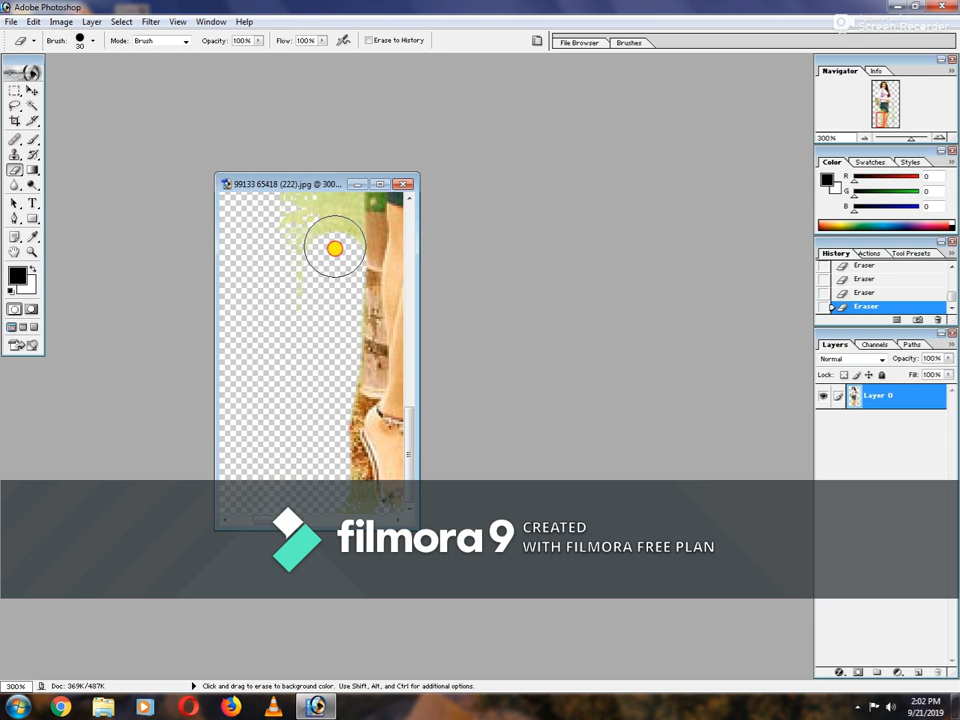 Adobe Photoshop
File Edit Image Layer Select Filter View Window Help
Screen Recorder
Brush: 30 Mode: Brush Opacity: 100% Flow: 100% Erase to History File Browser Brushes
Navigator Info
300%
Color Swatches Styles
R 0
G 0
B 0
99133 65418 (222).jpg @ 300...
History Actions Tool Presets
Eraser
Eraser
Eraser
Eraser
Layers Channels Paths
Normal Opacity: 100%
Lock: Fill: 100%
Layer 0
filmora 9 CREATED
WITH FILMORA FREE PLAN
300% Doc: 369K/487K Click and drag to erase to background color. Use Shift, Alt, and Ctrl for additional options.
2:02 PM
9/21/2019